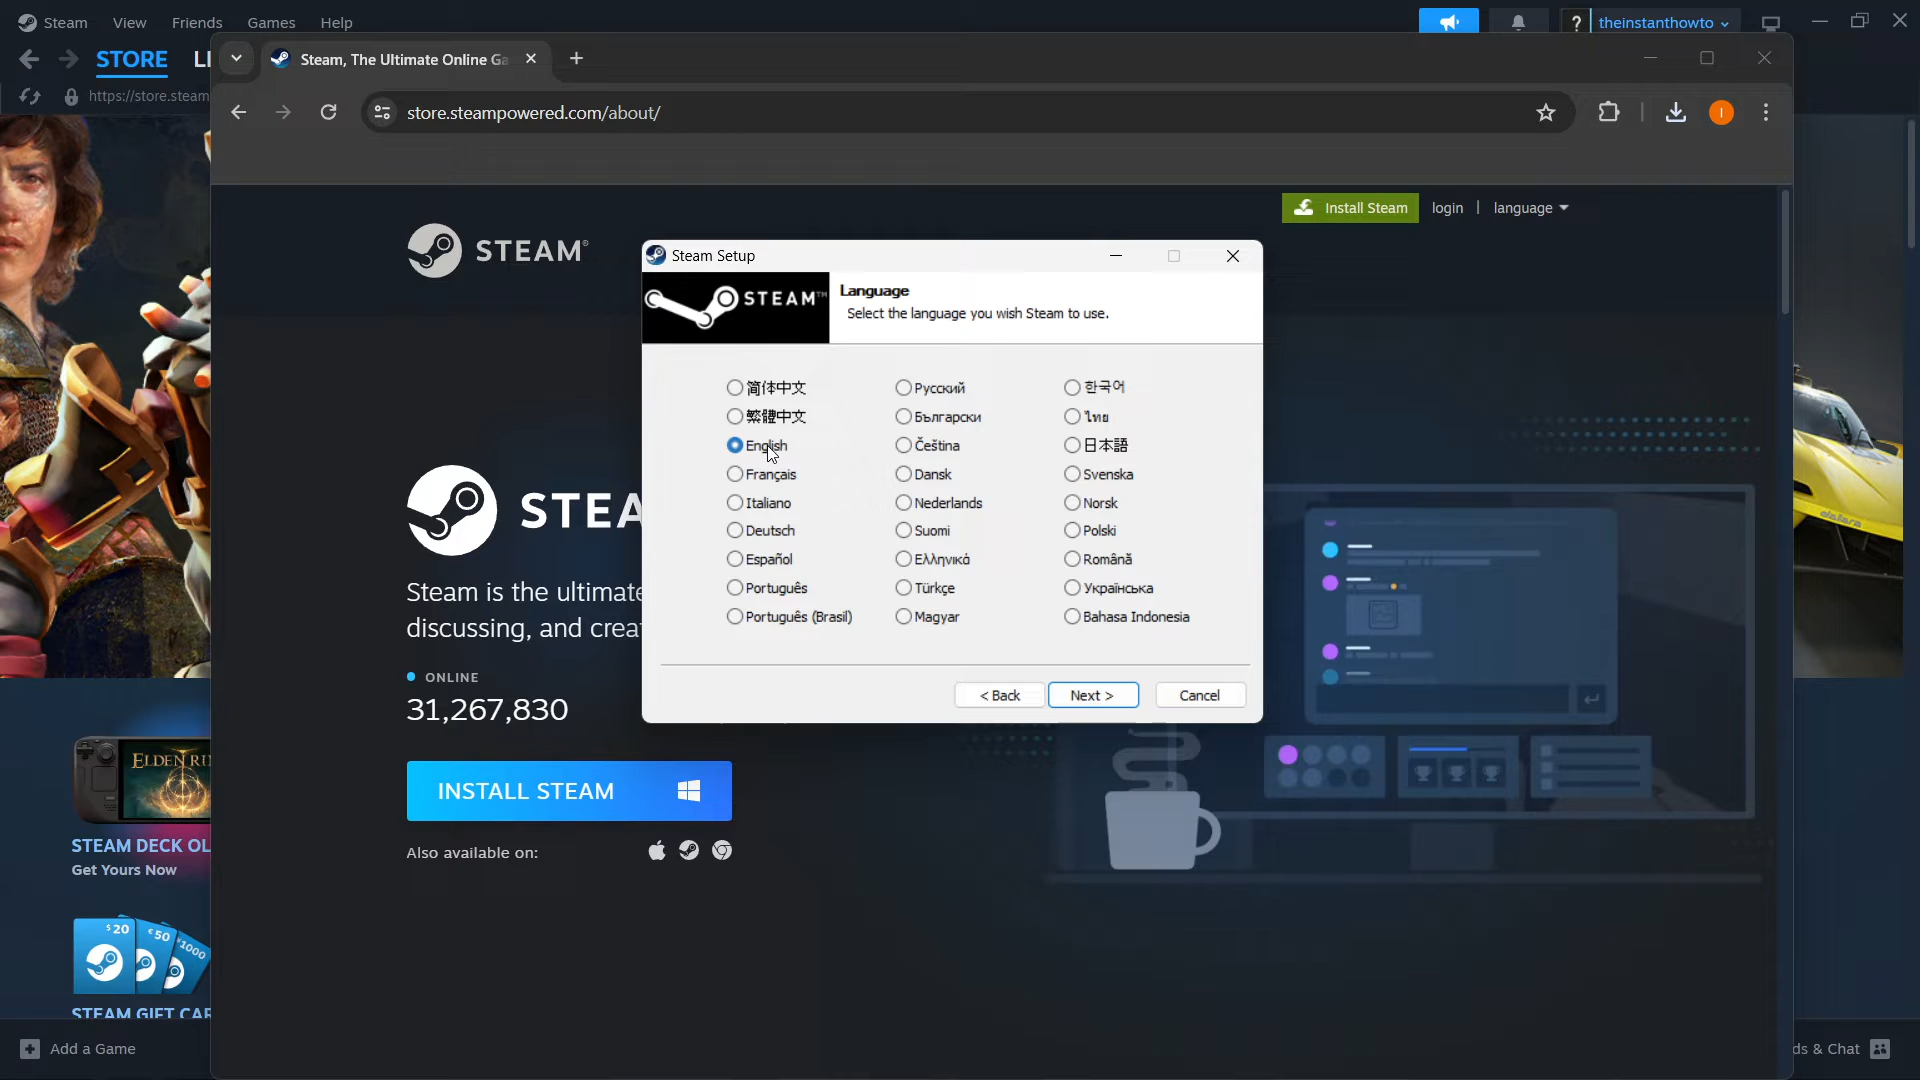 Steam View Friends Games Help
theinstanthowto
STORE
https://store.steam
Steam, The Ultimate Online Ga
store.steampowered.com/about/
Install Steam login | language
STEAM®
Steam Setup
STEAM™
Language
Select the language you wish Steam to use.
简体中文 Русский 한국어
繁體中文 Български ไทย
English Čeština 日本語
Français Dansk Svenska
Italiano Nederlands Norsk
Deutsch Suomi Polski
Español Ελληνικά Română
Português Türkçe Українська
Português (Brasil) Magyar Bahasa Indonesia
< Back Next > Cancel
STEA
Steam is the ultimate
discussing, and crea
ONLINE
31,267,830
INSTALL STEAM
Also available on:
ELDEN RI
STEAM DECK OL
Get Yours Now
$20
€50
¥1000
STEAM GIFT CAR
Add a Game
ds & Chat